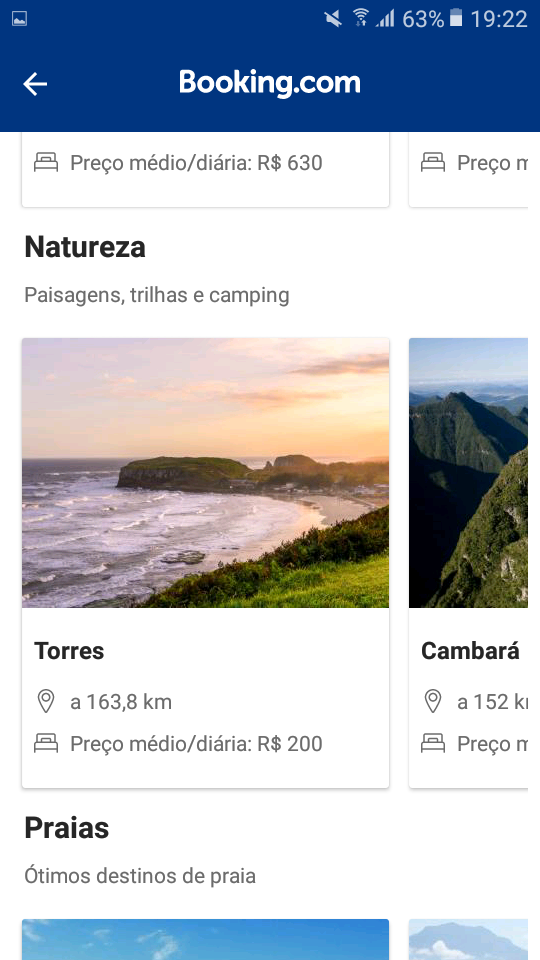 63% 19:22
Booking.com
Preço médio/diária: R$ 630
Preço
Natureza
Paisagens, trilhas e camping
Torres
Cambará
a 163,8 km
a 152
Preço médio/diária: R$ 200
Preço
Praias
Ótimos destinos de praia